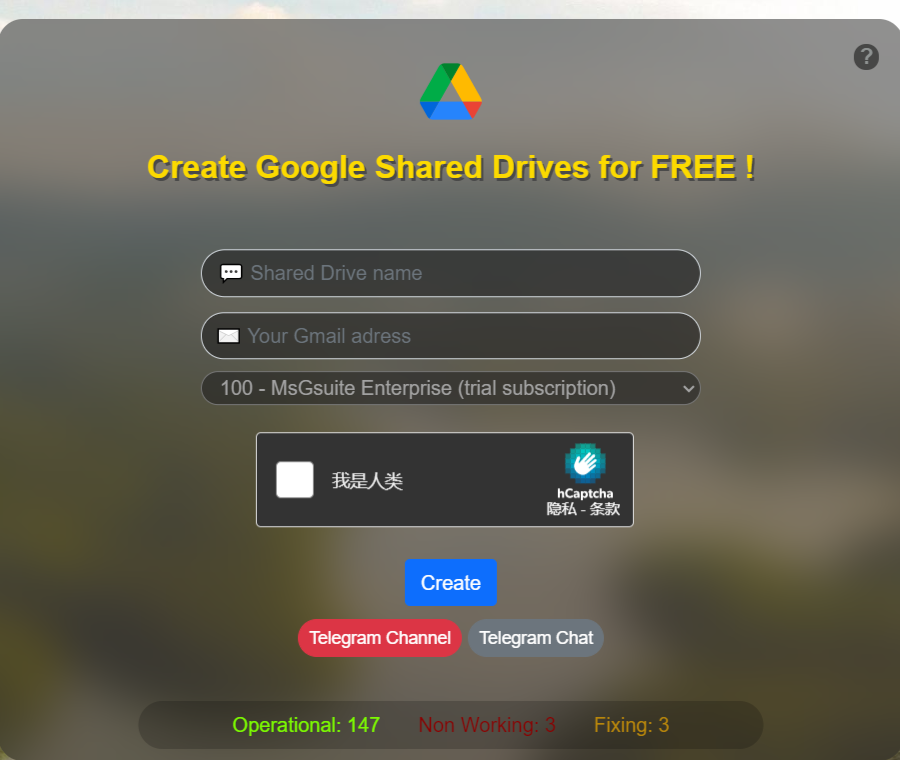 ?
Create Google Shared Drives for FREE !
Shared Drive name
Your Gmail adress
100 - MsGsuite Enterprise (trial subscription)
我是人类
hCaptcha
隐私 - 条款
Create
Telegram Channel Telegram Chat
Operational: 147 Non Working: 3 Fixing: 3